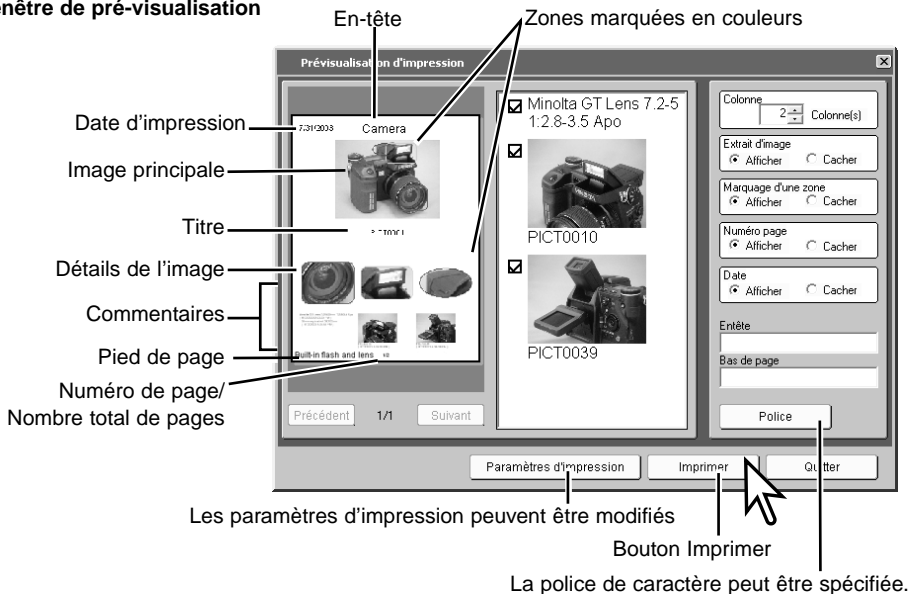 enêtre de pré-visualisation
En-tête
Zones marquées en couleurs
Prévisualisation d'impression
Date d'impression
Image principale
Titre
Détails de l'image
Commentaires
Pied de page
Numéro de page/
Nombre total de pages
7/31/2003
Camera
Built-in flash and lens
Précédent
1/1
Suivant
Minolta GT Lens 7.2-5
1:2.8-3.5 Apo
PICT0010
PICT0039
Colonne
2 Colonne(s)
Extrait d'image
Afficher Cacher
Marquage d'une zone
Afficher Cacher
Numéro page
Afficher Cacher
Date
Afficher Cacher
Entête
Bas de page
Police
Paramètres d'impression
Imprimer
Quitter
Les paramètres d'impression peuvent être modifiés
Bouton Imprimer
La police de caractère peut être spécifiée.